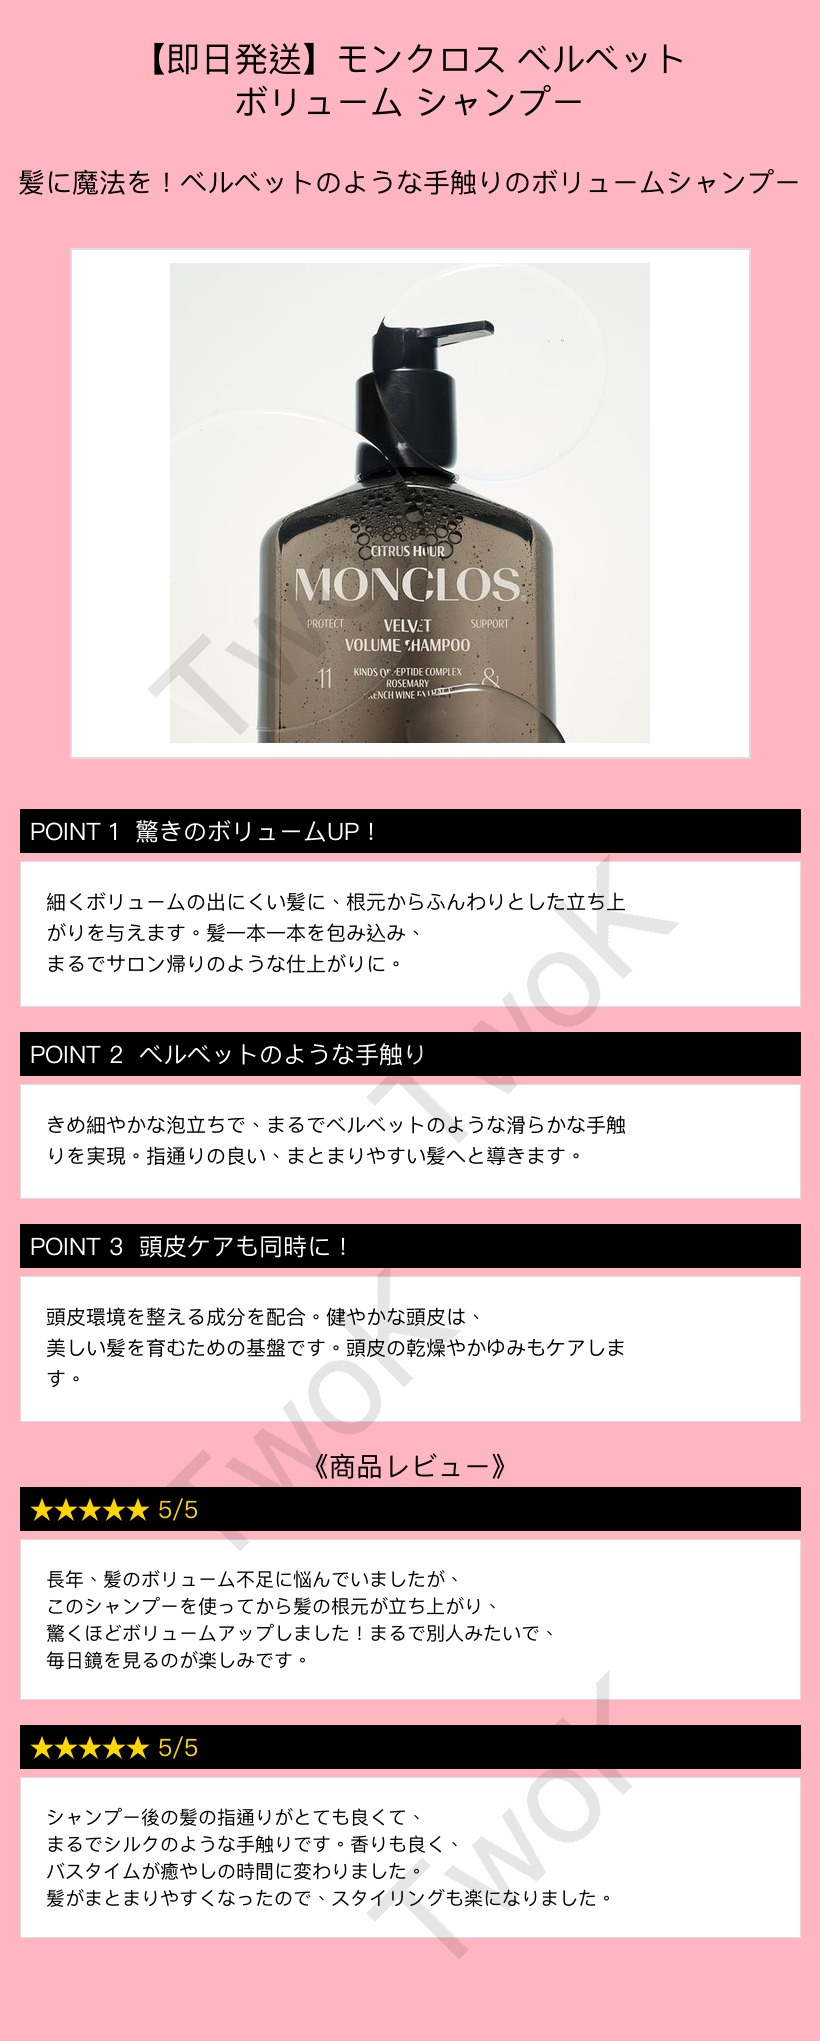 【即日発送】モンクロス ベルベット
ボリューム シャンプー
髪に魔法を！ベルベットのような手触りのボリュームシャンプー
CITRUS HOUR
MONCLOS
PROTECT VELVET SUPPORT
VOLUME SHAMPOO
11 KINDS OF PEPTIDE COMPLEX &
ROSEMARY
FRENCH WINE EXTRACT
TwoK
POINT 1 驚きのボリュームUP！
細くボリュームの出にくい髪に、根元からふんわりとした立ち上
がりを与えます。髪一本一本を包み込み、
まるでサロン帰りのような仕上がりに。
TwoK
POINT 2 ベルベットのような手触り
きめ細やかな泡立ちで、まるでベルベットのような滑らかな手触
りを実現。指通りの良い、まとまりやすい髪へと導きます。
POINT 3 頭皮ケアも同時に！
頭皮環境を整える成分を配合。健やかな頭皮は、
美しい髪を育むための基盤です。頭皮の乾燥やかゆみもケアしま
す。
TwoK
《商品レビュー》
★★★★★ 5/5
長年、髪のボリューム不足に悩んでいましたが、
このシャンプーを使ってから髪の根元が立ち上がり、
驚くほどボリュームアップしました！まるで別人みたいで、
毎日鏡を見るのが楽しみです。
★★★★★ 5/5
シャンプー後の髪の指通りがとても良くて、
まるでシルクのような手触りです。香りも良く、
バスタイムが癒やしの時間に変わりました。
髪がまとまりやすくなったので、スタイリングも楽になりました。
TwoK